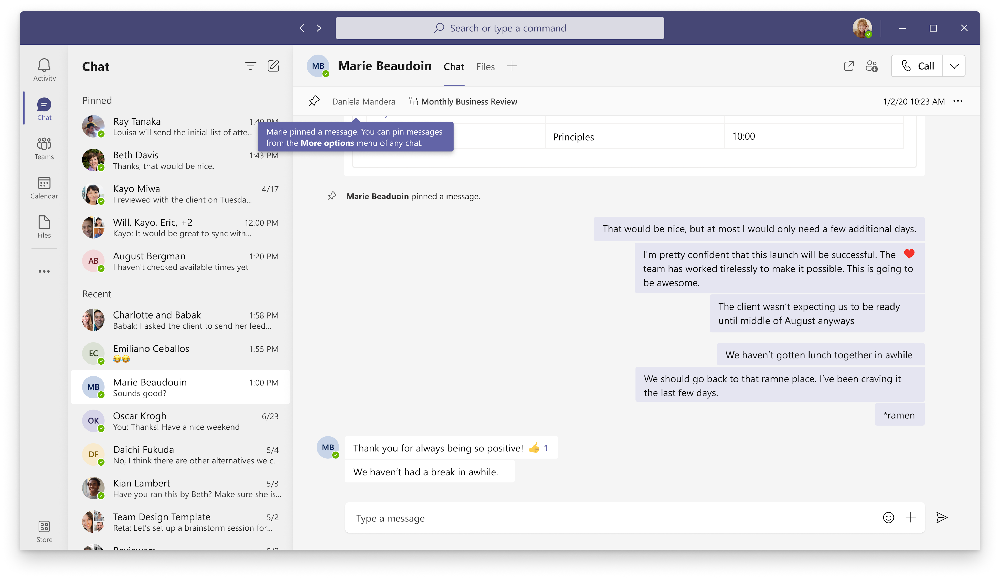 Search or type a command
Activity
Chat
Teams
Calendar
Files
Store
Chat
Pinned
Ray Tanaka
Louisa will send the initial list of atte...
Beth Davis 1:43 PM
Thanks, that would be nice.
Kayo Miwa 4/17
I reviewed with the client on Tuesda...
Will, Kayo, Eric, +2 12:00 PM
Kayo: It would be great to sync with...
AB
August Bergman 1:20 PM
I haven't checked available times yet
Recent
Charlotte and Babak 1:58 PM
Babak: I asked the client to send her feed...
EC
Emiliano Ceballos 1:55 PM
😂😂
MB
Marie Beaudouin 1:00 PM
Sounds good?
OK
Oscar Krogh 6/23
You: Thanks! Have a nice weekend
DF
Daichi Fukuda 5/4
No, I think there are other alternatives we c...
Kian Lambert 5/3
Have you ran this by Beth? Make sure she is...
Team Design Template 5/2
Reta: Let's set up a brainstorm session for...
MB Marie Beaudoin Chat Files Call
Daniela Mandera Monthly Business Review 1/2/20 10:23 AM
Marie pinned a message. You can pin messages
from the More options menu of any chat.
Principles 10:00
Marie Beaduoin pinned a message.
That would be nice, but at most I would only need a few additional days.
I'm pretty confident that this launch will be successful. The
team has worked tirelessly to make it possible. This is going to
be awesome.
The client wasn’t expecting us to be ready
until middle of August anyways
We haven’t gotten lunch together in awhile
We should go back to that ramne place. I’ve been craving it
the last few days.
*ramen
MB
Thank you for always being so positive! 👍 1
We haven’t had a break in awhile.
Type a message